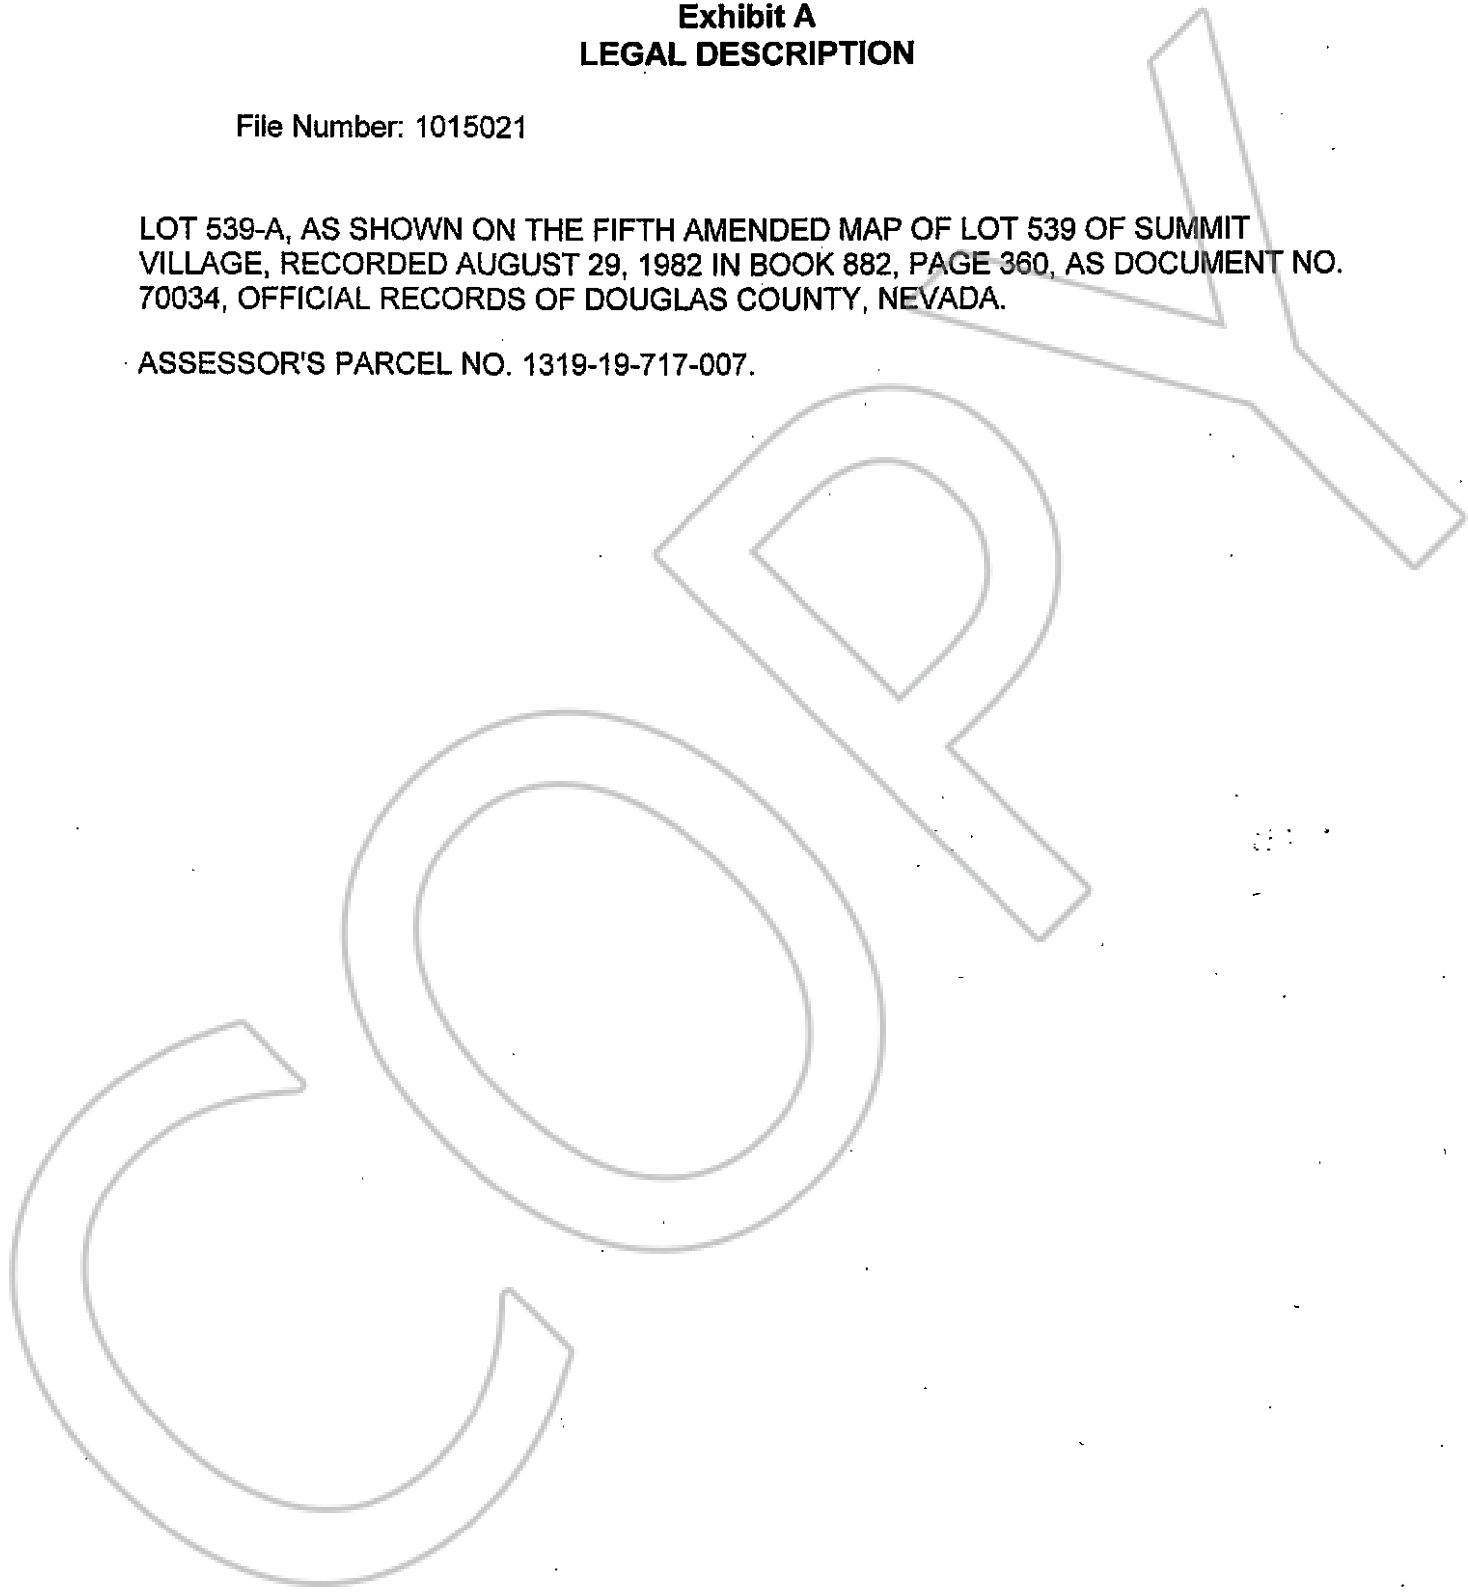 Exhibit A
LEGAL DESCRIPTION
File Number: 1015021
LOT 539-A, AS SHOWN ON THE FIFTH AMENDED MAP OF LOT 539 OF SUMMIT
VILLAGE, RECORDED AUGUST 29, 1982 IN BOOK 882, PAGE 360, AS DOCUMENT NO.
70034, OFFICIAL RECORDS OF DOUGLAS COUNTY, NEVADA.
ASSESSOR'S PARCEL NO. 1319-19-717-007.
COPY